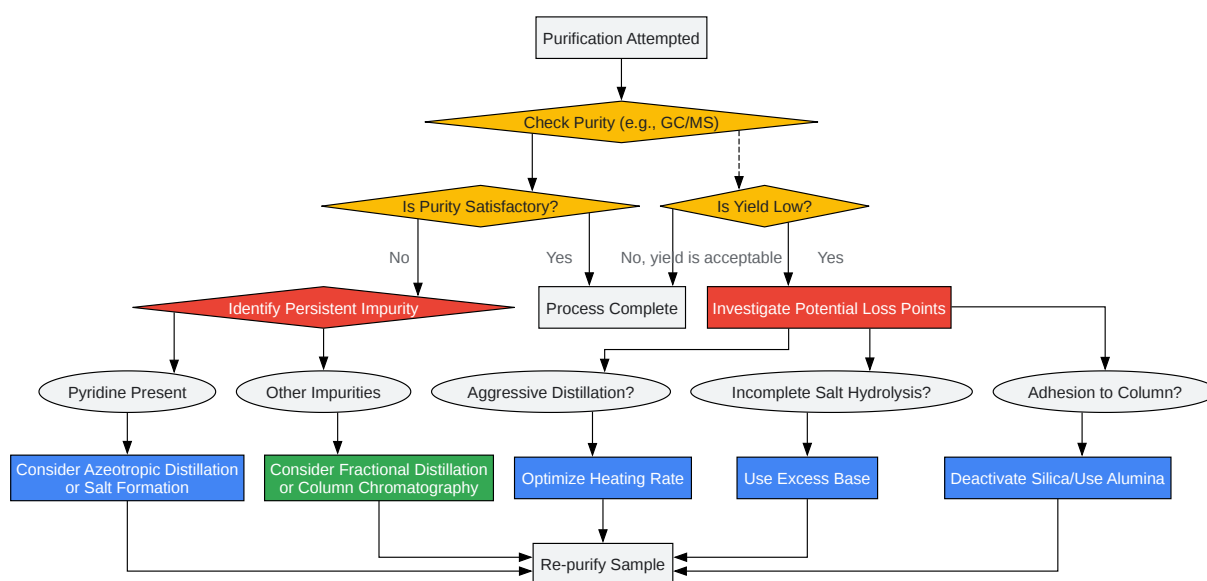 Purification Attempted
Check Purity (e.g., GC/MS)
Is Purity Satisfactory?
Is Yield Low?
No
Yes
No, yield is acceptable
Yes
Identify Persistent Impurity
Process Complete
Investigate Potential Loss Points
Pyridine Present
Other Impurities
Aggressive Distillation?
Incomplete Salt Hydrolysis?
Adhesion to Column?
Consider Azeotropic Distillation
or Salt Formation
Consider Fractional Distillation
or Column Chromatography
Optimize Heating Rate
Use Excess Base
Deactivate Silica/Use Alumina
Re-purify Sample